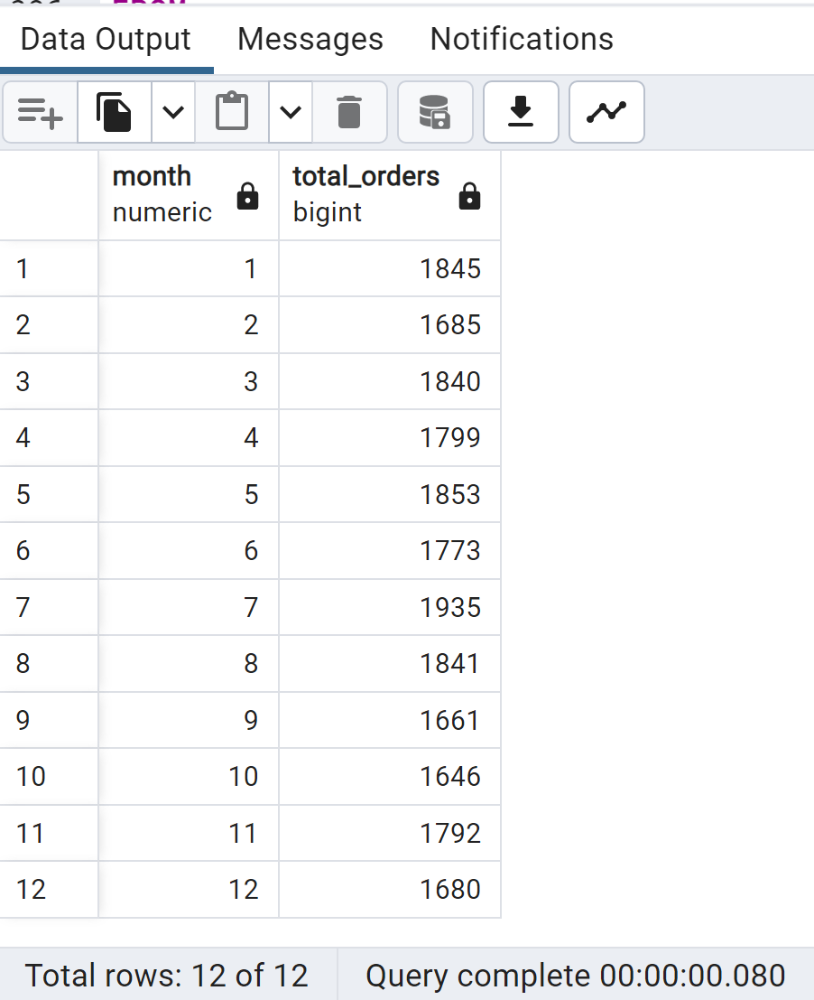 Data Output Messages Notifications
month total_orders
numeric bigint
1 1 1845
2 2 1685
3 3 1840
4 4 1799
5 5 1853
6 6 1773
7 7 1935
8 8 1841
9 9 1661
10 10 1646
11 11 1792
12 12 1680
Total rows: 12 of 12 Query complete 00:00:00.080